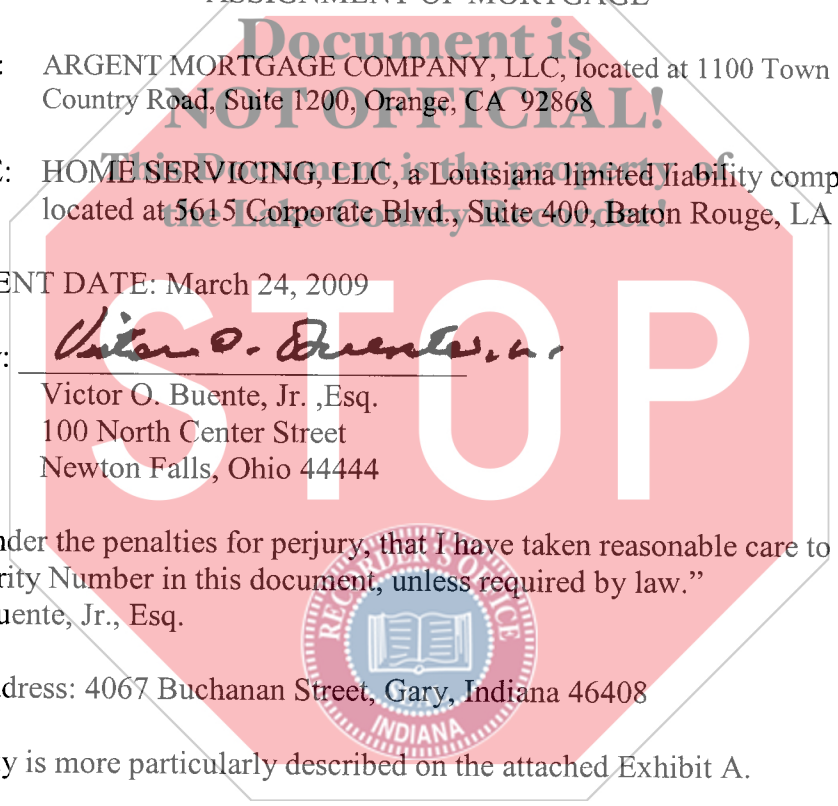 ASSIGNMENT OF MORTGAGE
Document is
: ARGENT MORTGAGE COMPANY, LLC, located at 1100 Town
Country Road, Suite 1200, Orange, CA 92868
NOT OFFICIAL!
C: HOME SERVICING, LLC, a Louisiana limited liability comp
This Document is the property of
located at 5615 Corporate Blvd., Suite 400, Baton Rouge, LA
the Lake County Recorder!
ENT DATE: March 24, 2009
STOP
: Victor O. Buente, Jr.
Victor O. Buente, Jr. ,Esq.
100 North Center Street
Newton Falls, Ohio 44444
nder the penalties for perjury, that I have taken reasonable care to
rity Number in this document, unless required by law.”
uente, Jr., Esq.
RECORDER'S OFFICE
INDIANA
dress: 4067 Buchanan Street, Gary, Indiana 46408
y is more particularly described on the attached Exhibit A.